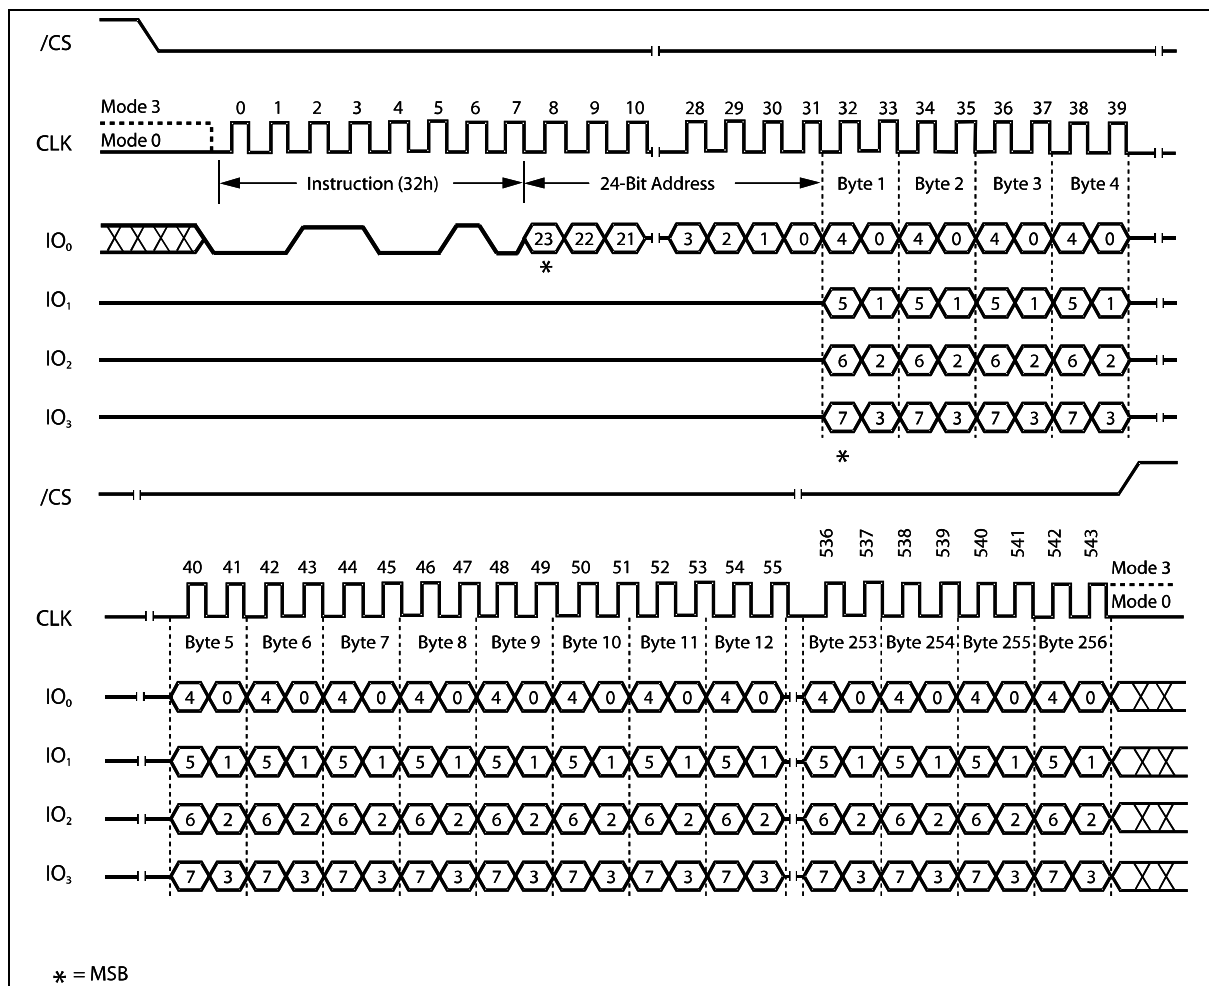 /CS
0 1 2 3 4 5 6 7 8 9 10 28 29 30 31 32 33 34 35 36 37 38 39
Mode 3
CLK Mode 0
Instruction (32h) 24-Bit Address Byte 1 Byte 2 Byte 3 Byte 4
IO₀ 23 22 21 3 2 1 0 4 0 4 0 4 0 4 0
*
IO₁ 5 1 5 1 5 1 5 1
IO₂ 6 2 6 2 6 2 6 2
IO₃ 7 3 7 3 7 3 7 3
*
/CS
536 537 538 539 540 541 542 543
40 41 42 43 44 45 46 47 48 49 50 51 52 53 54 55 Mode 3
CLK Mode 0
Byte 5 Byte 6 Byte 7 Byte 8 Byte 9 Byte 10 Byte 11 Byte 12 Byte 253 Byte 254 Byte 255 Byte 256
IO₀ 4 0 4 0 4 0 4 0 4 0 4 0 4 0 4 0 4 0 4 0 4 0 4 0
IO₁ 5 1 5 1 5 1 5 1 5 1 5 1 5 1 5 1 5 1 5 1 5 1 5 1
IO₂ 6 2 6 2 6 2 6 2 6 2 6 2 6 2 6 2 6 2 6 2 6 2 6 2
IO₃ 7 3 7 3 7 3 7 3 7 3 7 3 7 3 7 3 7 3 7 3 7 3 7 3
* = MSB